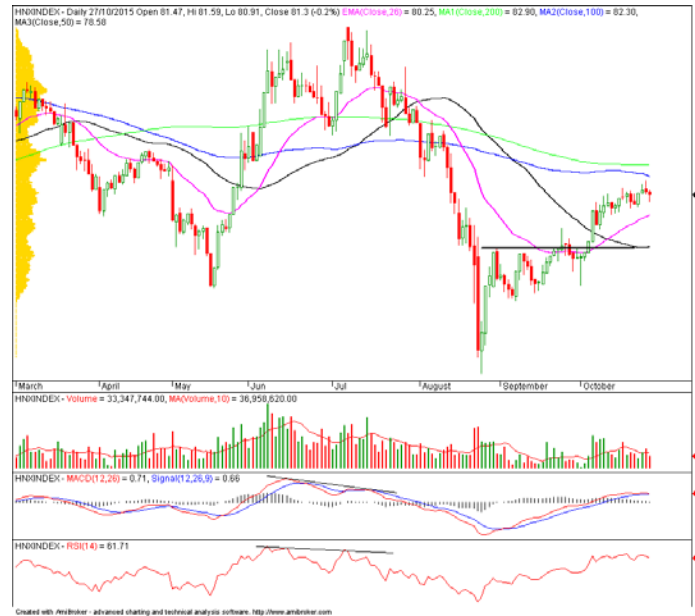 HNXINDEX - Daily 27/10/2015 Open 81.47, Hi 81.59, Lo 80.91, Close 81.3 (-0.2%) EMA(Close,26) = 80.25, MA1(Close,200) = 82.90, MA2(Close,100) = 82.30,
MA3(Close,50) = 78.58
March April May Jun Jul August September October
HNXINDEX - Volume = 33,347,744.00, MA(Volume,10) = 36,958,620.00
HNXINDEX - MACD(12,26) = 0.71, Signal(12,26,9) = 0.66
HNXINDEX - RSI(14) = 61.71
Created with AmiBroker - advanced charting and technical analysis software. http://www.amibroker.com